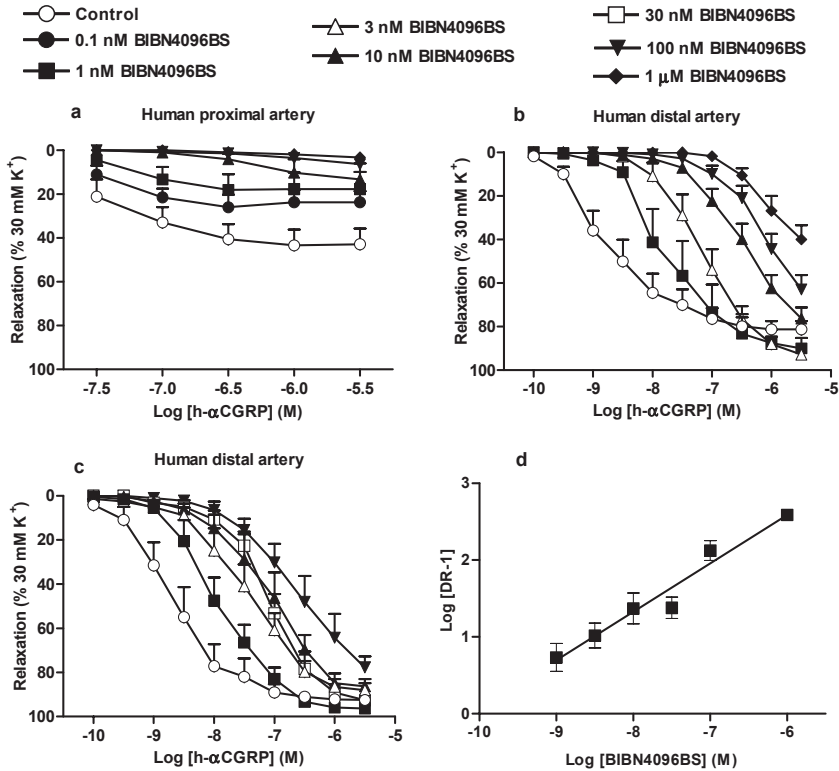 Control
0.1 nM BIBN4096BS
1 nM BIBN4096BS
3 nM BIBN4096BS
10 nM BIBN4096BS
30 nM BIBN4096BS
100 nM BIBN4096BS
1 μM BIBN4096BS
a
Human proximal artery
0
20
40
60
80
100
Relaxation (% 30 mM K⁺)
-7.5 -7.0 -6.5 -6.0 -5.5
Log [h-αCGRP] (M)
b
Human distal artery
0
20
40
60
80
100
Relaxation (% 30 mM K⁺)
-10 -9 -8 -7 -6 -5
Log [h-αCGRP] (M)
c
Human distal artery
0
20
40
60
80
100
Relaxation (% 30 mM K⁺)
-10 -9 -8 -7 -6 -5
Log [h-αCGRP] (M)
d
3
2
1
0
Log [DR-1]
-10 -9 -8 -7 -6
Log [BIBN4096BS] (M)